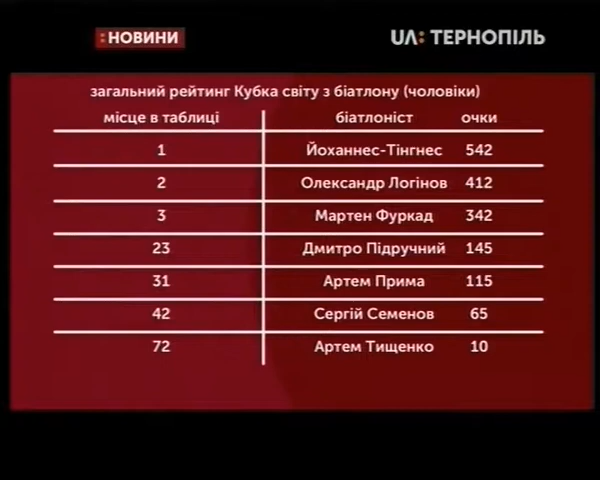 :НОВИНИ
UA: ТЕРНОПІЛЬ
загальний рейтинг Кубка світу з біатлону (чоловіки)
місце в таблиці біатлоніст очки
1 Йоханнес-Тінгнес 542
2 Олександр Логінов 412
3 Мартен Фуркад 342
23 Дмитро Підручний 145
31 Артем Прима 115
42 Сергій Семенов 65
72 Артем Тищенко 10